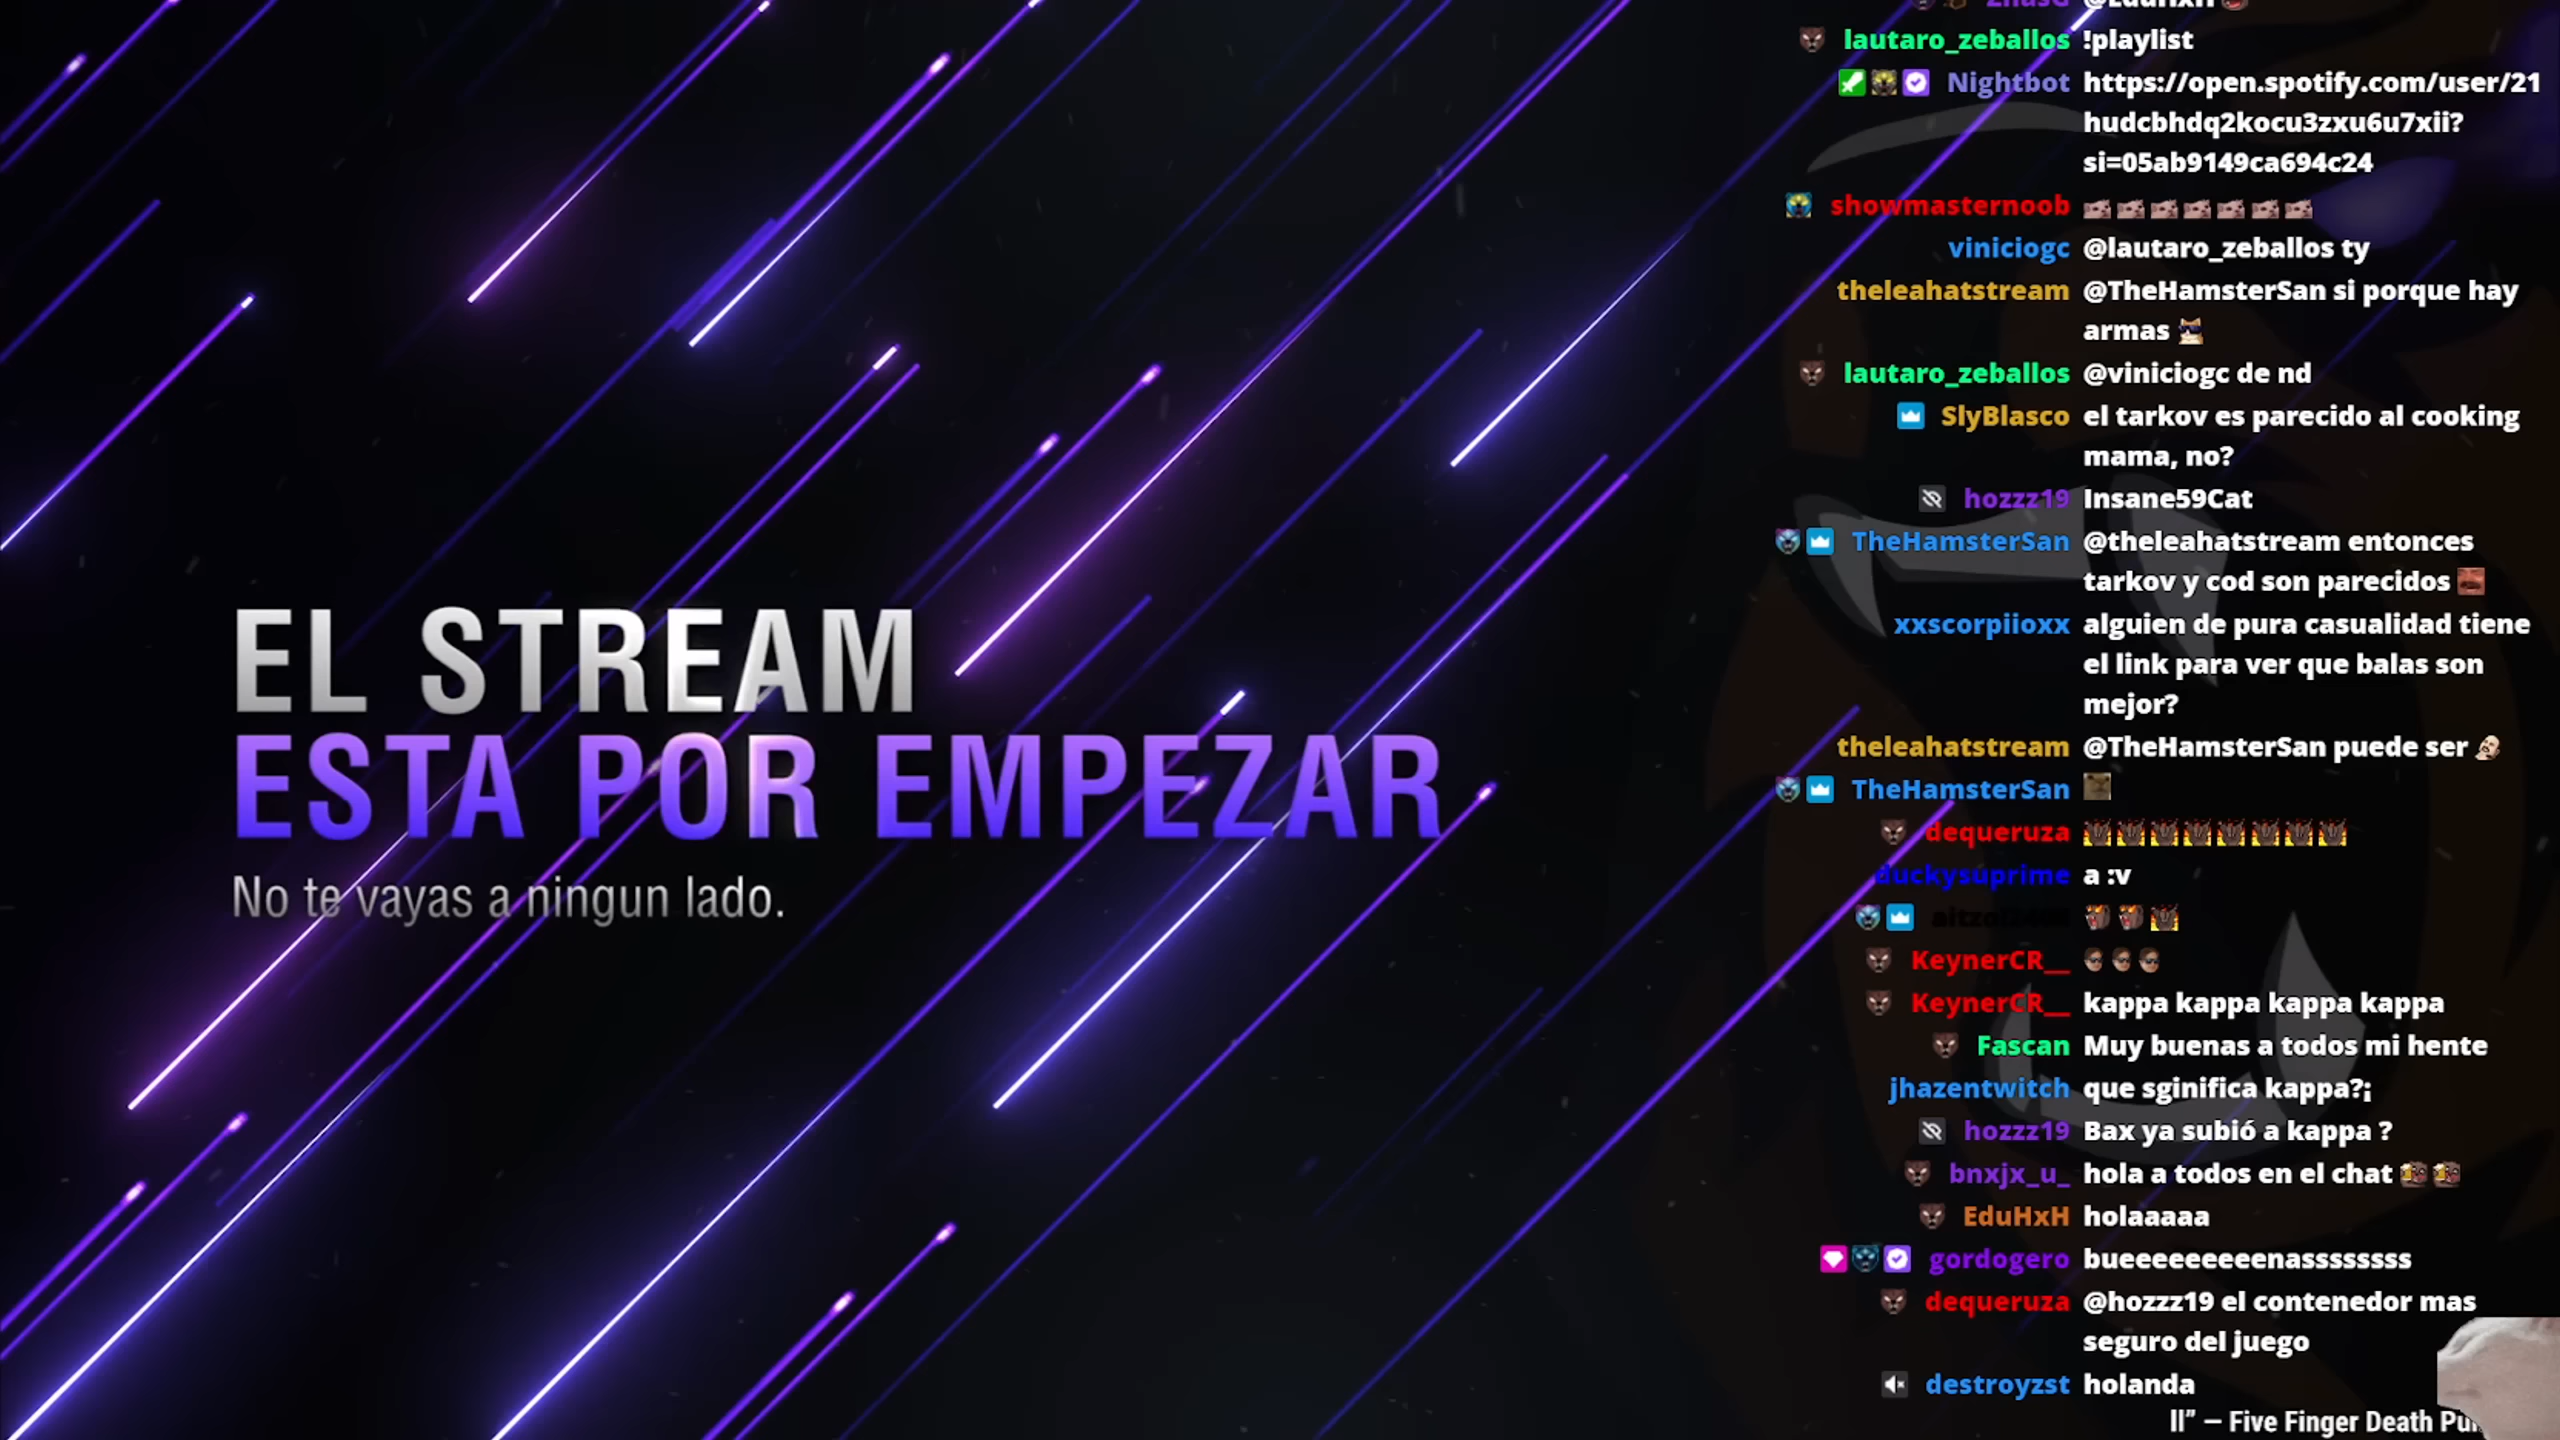 EL STREAM
ESTA POR EMPEZAR
No te vayas a ningun lado.
@EduHxH
lautaro_zeballos !playlist
Nightbot https://open.spotify.com/user/21
hudcbhdq2kocu3zxu6u7xii?
si=05ab9149ca694c24
showmasternoob
viniciogc @lautaro_zeballos ty
theleahatstream @TheHamsterSan si porque hay
armas
lautaro_zeballos @viniciogc de nd
SlyBlasco el tarkov es parecido al cooking
mama, no?
hozzz19 Insane59Cat
TheHamsterSan @theleahatstream entonces
tarkov y cod son parecidos
xxscorpiioxx alguien de pura casualidad tiene
el link para ver que balas son
mejor?
theleahatstream @TheHamsterSan puede ser
TheHamsterSan
dequeruza
duckysuprime a :v
KeynerCR__
KeynerCR__ kappa kappa kappa kappa
Fascan Muy buenas a todos mi hente
jhazentwitch que sginifica kappa?¡
hozzz19 Bax ya subió a kappa ?
bnxjx_u_ hola a todos en el chat
EduHxH holaaaaa
gordogero bueeeeeeeeenassssssss
dequeruza @hozzz19 el contenedor mas
seguro del juego
destroyzst holanda
ll” — Five Finger Death